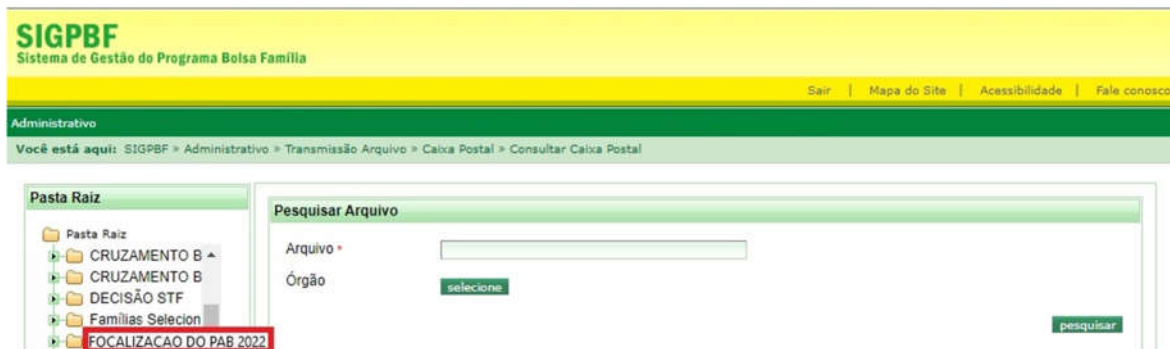 SIGPBF
Sistema de Gestão do Programa Bolsa Família
Sair | Mapa do Site | Acessibilidade | Fale conosco
Administrativo
Você está aqui: SIGPBF » Administrativo » Transmissão Arquivo » Caixa Postal » Consultar Caixa Postal
Pasta Raiz
Pasta Raiz
CRUZAMENTO B
CRUZAMENTO B
DECISÃO STF
Famílias Selecion
FOCALIZACAO DO PAB 2022
Pesquisar Arquivo
Arquivo *
Órgão selecione
pesquisar